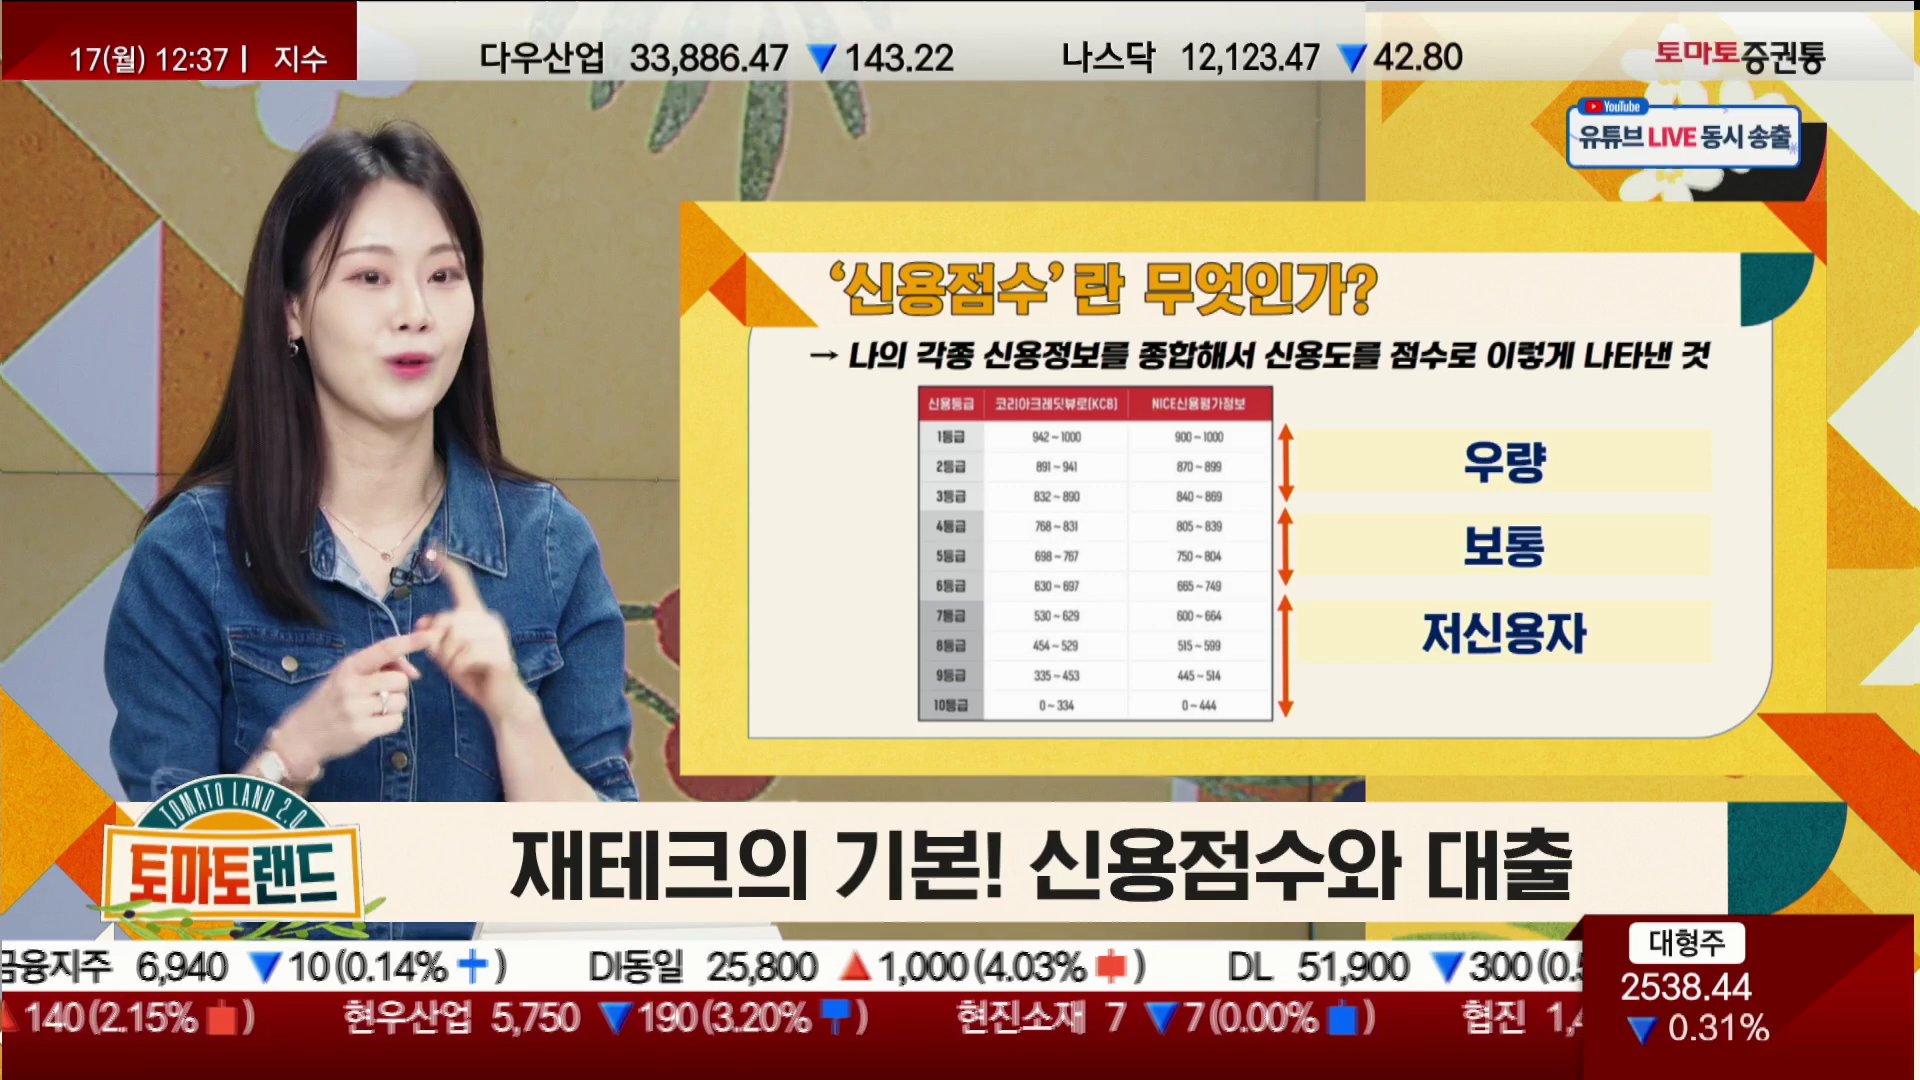 17(월) 12:37 | 지수
다우산업 33,886.47 ▼143.22
나스닥 12,123.47 ▼42.80
토마토증권통
YouTube
유튜브 LIVE 동시 송출
‘신용점수’란 무엇인가?
→ 나의 각종 신용정보를 종합해서 신용도를 점수로 이렇게 나타낸 것
신용등급 코리아크레딧뷰로(KCB) NICE신용평가정보
1등급 942 ~ 1000 900 ~ 1000
2등급 891 ~ 941 870 ~ 899
3등급 832 ~ 890 840 ~ 869
4등급 768 ~ 831 805 ~ 839
5등급 698 ~ 767 750 ~ 804
6등급 630 ~ 697 665 ~ 749
7등급 530 ~ 629 600 ~ 664
8등급 454 ~ 529 515 ~ 599
9등급 335 ~ 453 445 ~ 514
10등급 0 ~ 334 0 ~ 444
우량
보통
저신용자
TOMATO LAND 2.0
토마토랜드
재테크의 기본! 신용점수와 대출
금융지주 6,940 ▼10(0.14% ) DI동일 25,800 ▲1,000(4.03% ) DL 51,900 ▼300(0.
140(2.15% ) 현우산업 5,750 ▼190(3.20% ) 현진소재 7 ▼7(0.00% ) 협진 1,
대형주
2538.44
▼ 0.31%